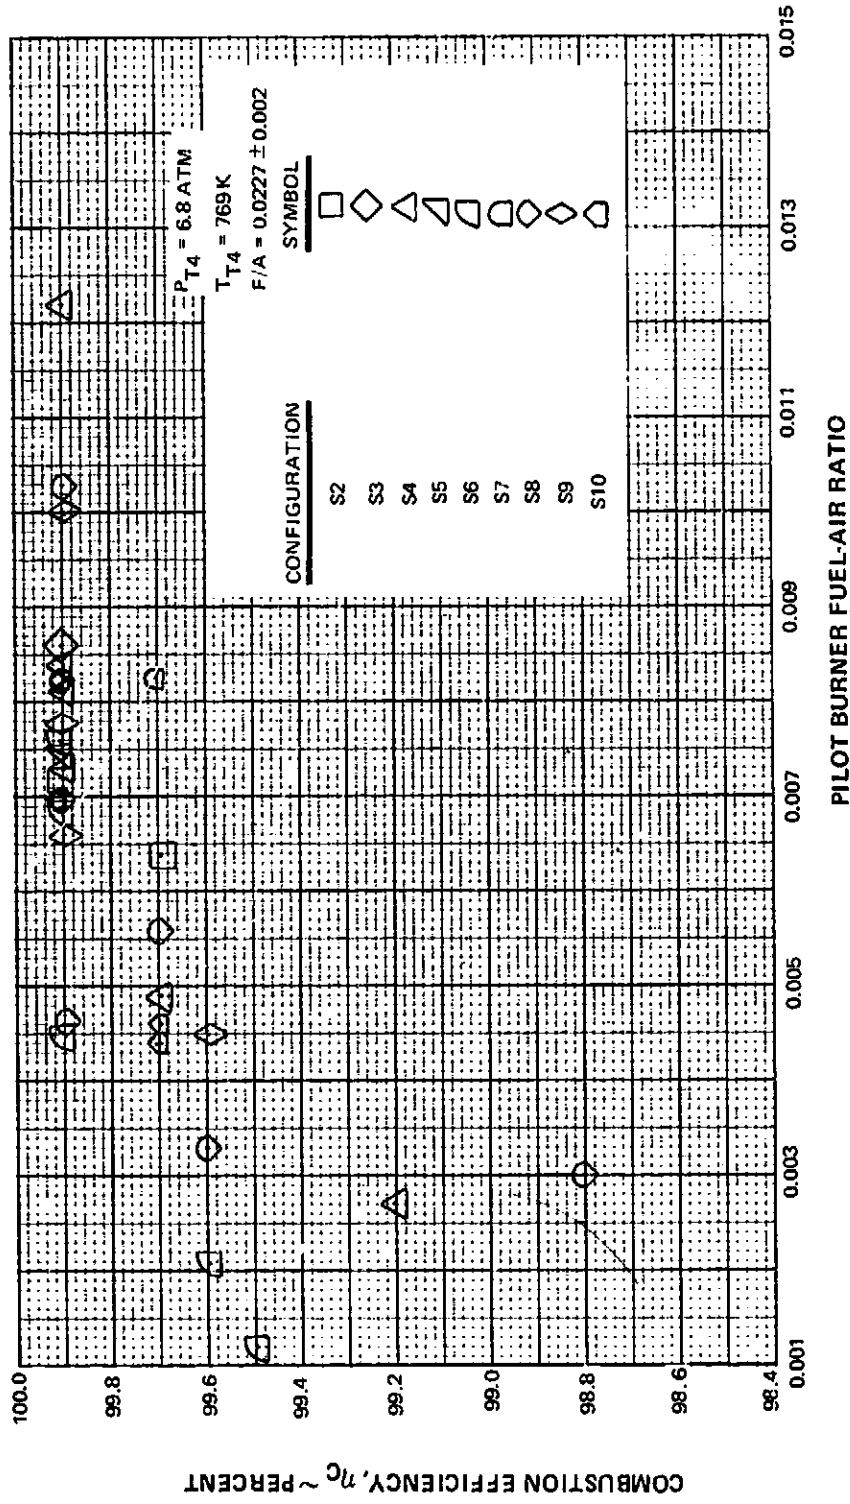 P_T4 = 6.8 ATM
T_T4 = 769 K
F/A = 0.0227 ± 0.002
CONFIGURATION SYMBOL
S2
S3
S4
S5
S6
S7
S8
S9
S10
COMBUSTION EFFICIENCY, η_c ~ PERCENT
100.0
99.8
99.6
99.4
99.2
99.0
98.8
98.6
98.4
0.001
0.003
0.005
0.007
0.009
0.011
0.013
0.015
PILOT BURNER FUEL-AIR RATIO